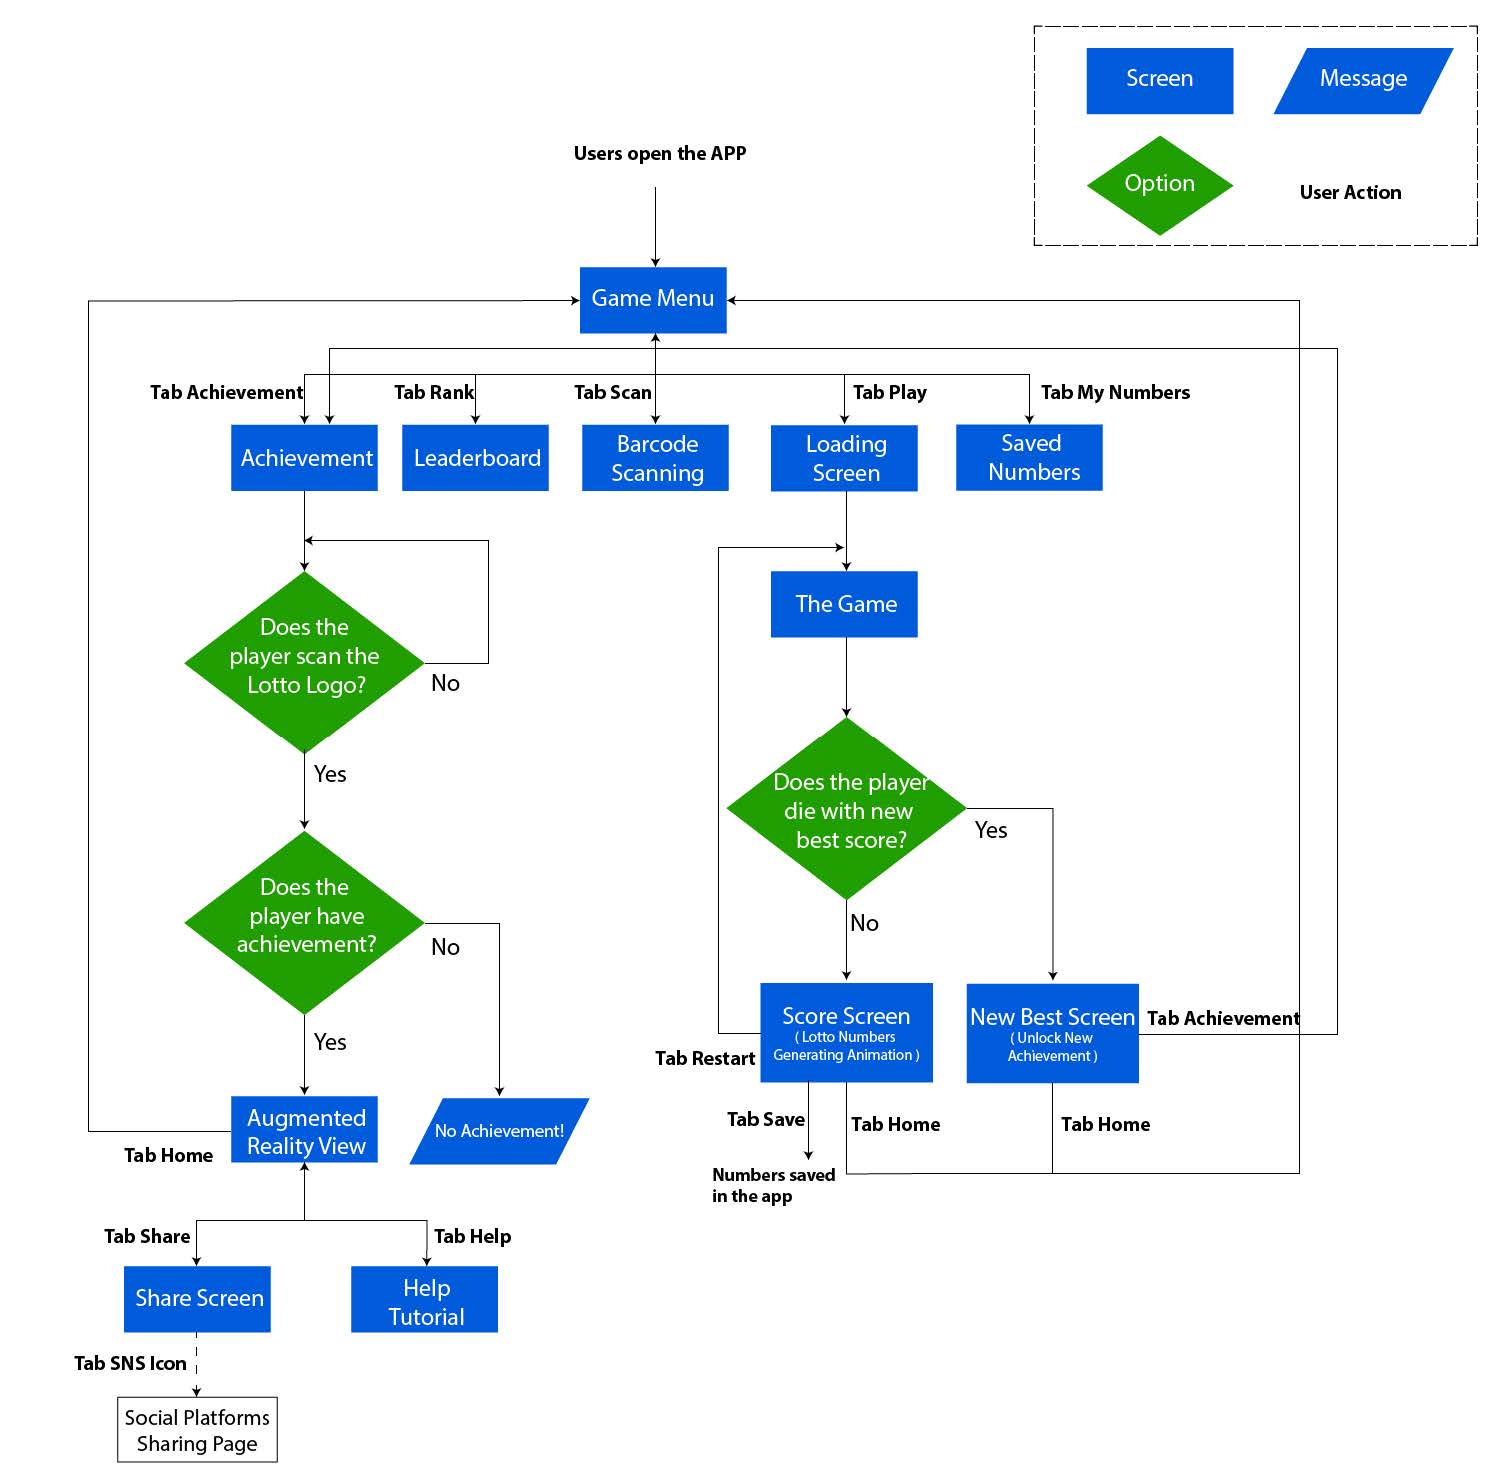 Screen
Message
Option
User Action
Users open the APP
Game Menu
Tab Achievement
Tab Rank
Tab Scan
Tab Play
Tab My Numbers
Achievement
Leaderboard
Barcode
Scanning
Loading
Screen
Saved
Numbers
Does the
player scan the
Lotto Logo?
No
Yes
The Game
Does the player
die with new
best score?
Yes
No
Does the
player have
achievement?
No
Yes
Score Screen
( Lotto Numbers
Generating Animation )
New Best Screen
( Unlock New
Achievement )
Tab Achievement
Tab Restart
Tab Save
Tab Home
Tab Home
Numbers saved
in the app
Augmented
Reality View
No Achievement!
Tab Home
Tab Share
Tab Help
Share Screen
Help
Tutorial
Tab SNS Icon
Social Platforms
Sharing Page